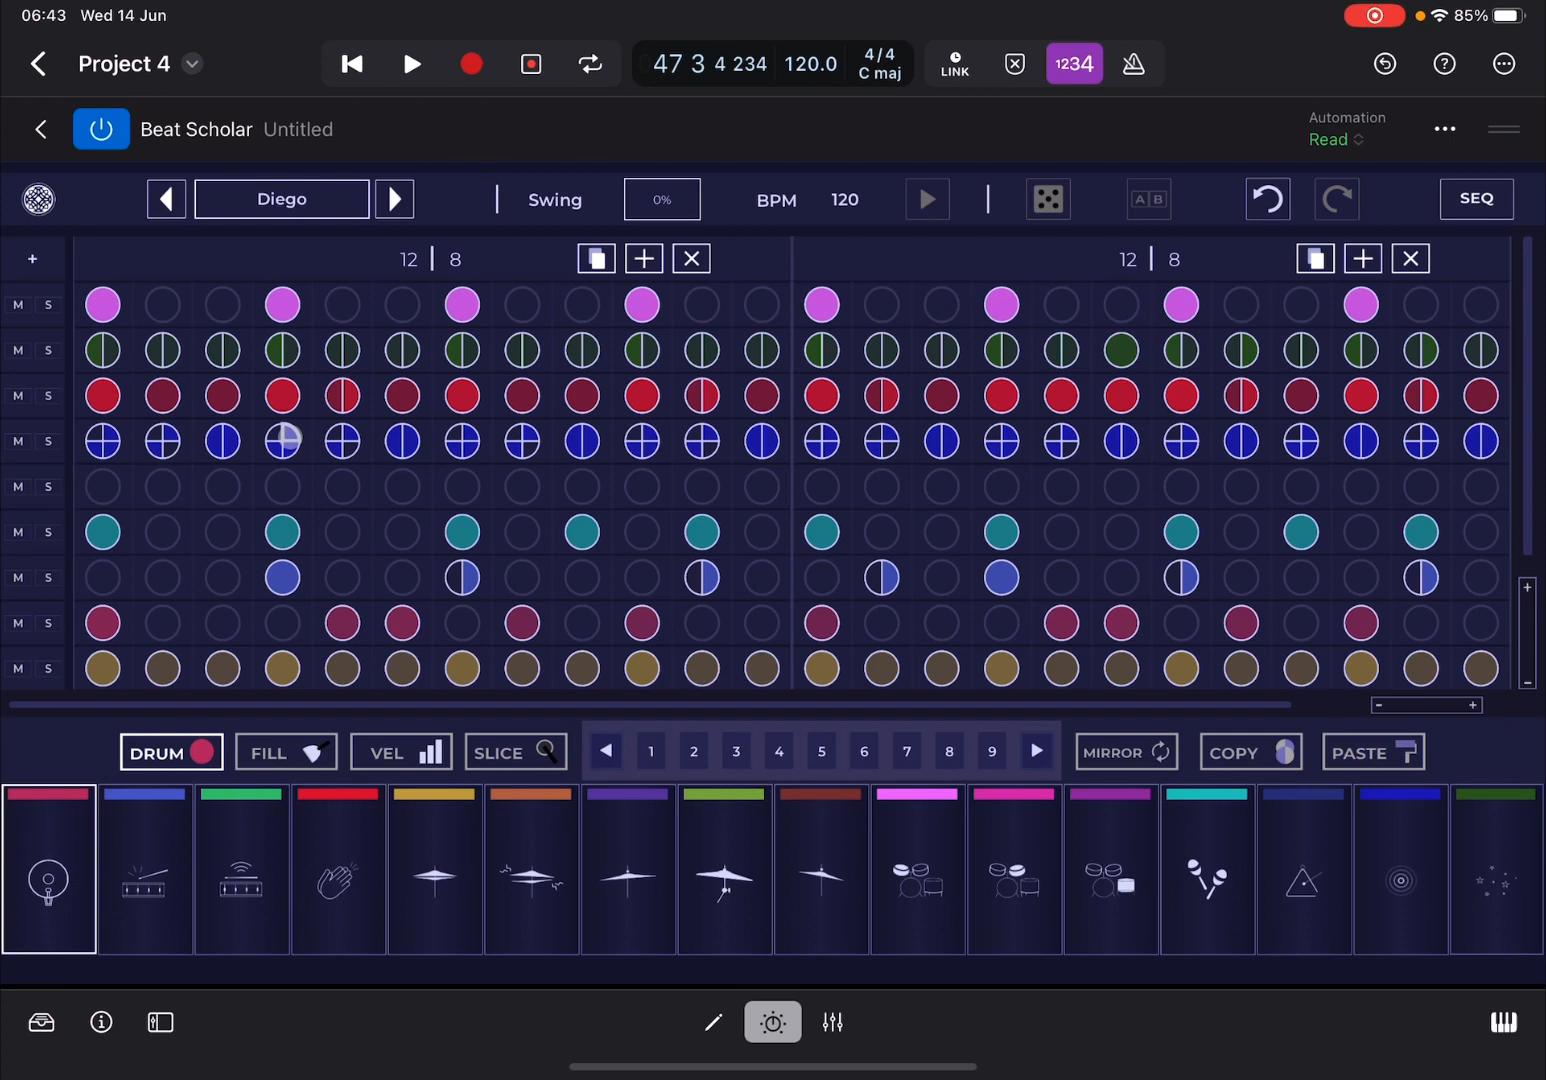 06:43 Wed 14 Jun 85%
Project 4 47 3 4 234 120.0 4/4 C maj LINK 1234
Beat Scholar Untitled Automation Read
Diego Swing 0% BPM 120 A B SEQ
+ 12 8 12 8
M S
M S
M S
M S
M S
M S
M S
M S
M S
DRUM FILL VEL SLICE 1 2 3 4 5 6 7 8 9 MIRROR COPY PASTE